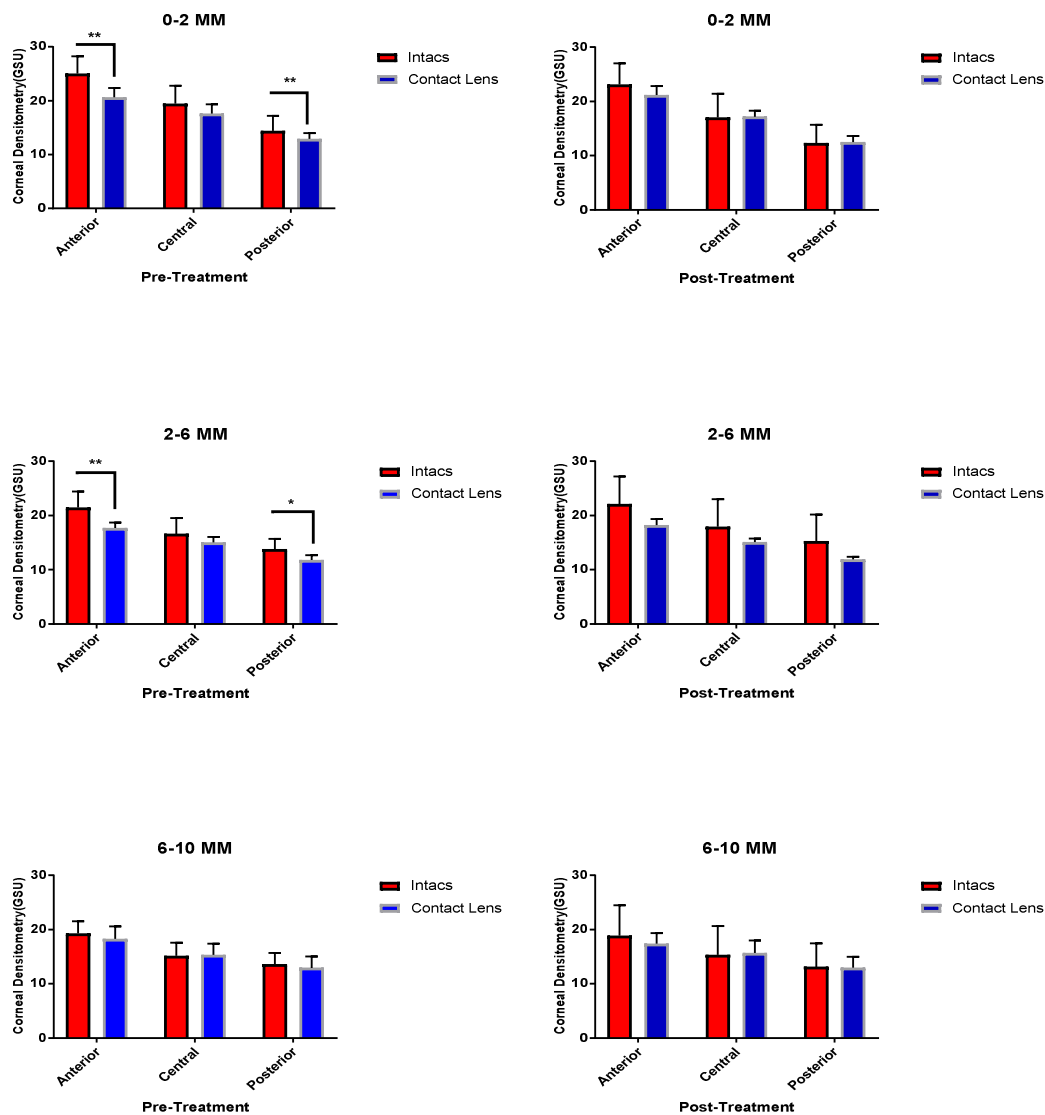 0-2 MM
Corneal Densitometry(GSU)
30
20
10
0
**
**
Anterior
Central
Posterior
Pre-Treatment
Intacs
Contact Lens
0-2 MM
Corneal Densitometry(GSU)
30
20
10
0
Anterior
Central
Posterior
Post-Treatment
Intacs
Contact Lens
2-6 MM
Corneal Densitometry(GSU)
30
20
10
0
**
*
Anterior
Central
Posterior
Pre-Treatment
Intacs
Contact Lens
2-6 MM
Corneal Densitometry(GSU)
30
20
10
0
Anterior
Central
Posterior
Post-Treatment
Intacs
Contact Lens
6-10 MM
Corneal Densitometry(GSU)
30
20
10
0
Anterior
Central
Posterior
Pre-Treatment
Intacs
Contact Lens
6-10 MM
Corneal Densitometry(GSU)
30
20
10
0
Anterior
Central
Posterior
Post-Treatment
Intacs
Contact Lens